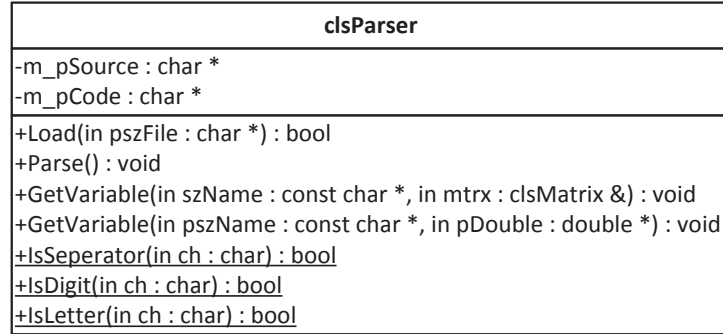 clsParser
-m_pSource : char *
-m_pCode : char *
+Load(in pszFile : char *) : bool
+Parse() : void
+GetVariable(in szName : const char *, in mtrx : clsMatrix &) : void
+GetVariable(in pszName : const char *, in pDouble : double *) : void
+IsSeperator(in ch : char) : bool
+IsDigit(in ch : char) : bool
+IsLetter(in ch : char) : bool